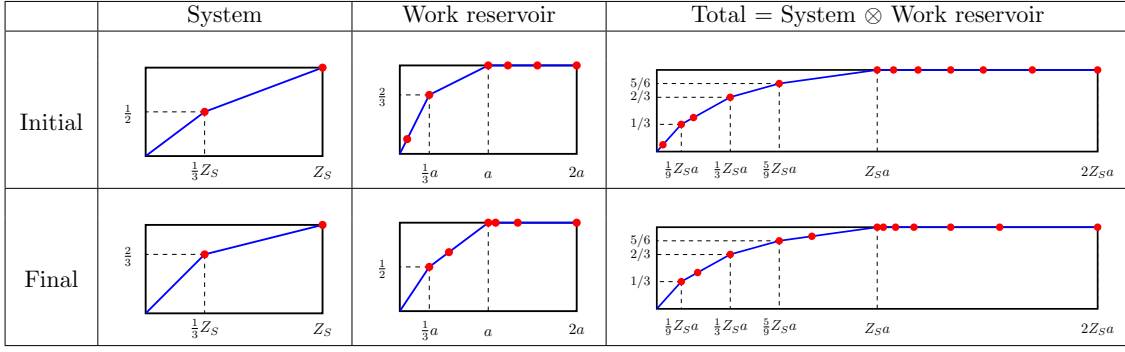 System Work reservoir Total = System ⊗ Work reservoir
Initial
1/2
1/3 Z_S Z_S
2/3
1/3 a a 2a
5/6
2/3
1/3
1/9 Z_S a 1/3 Z_S a 5/9 Z_S a Z_S a 2Z_S a
Final
2/3
1/3 Z_S Z_S
1/2
1/3 a a 2a
5/6
2/3
1/3
1/9 Z_S a 1/3 Z_S a 5/9 Z_S a Z_S a 2Z_S a